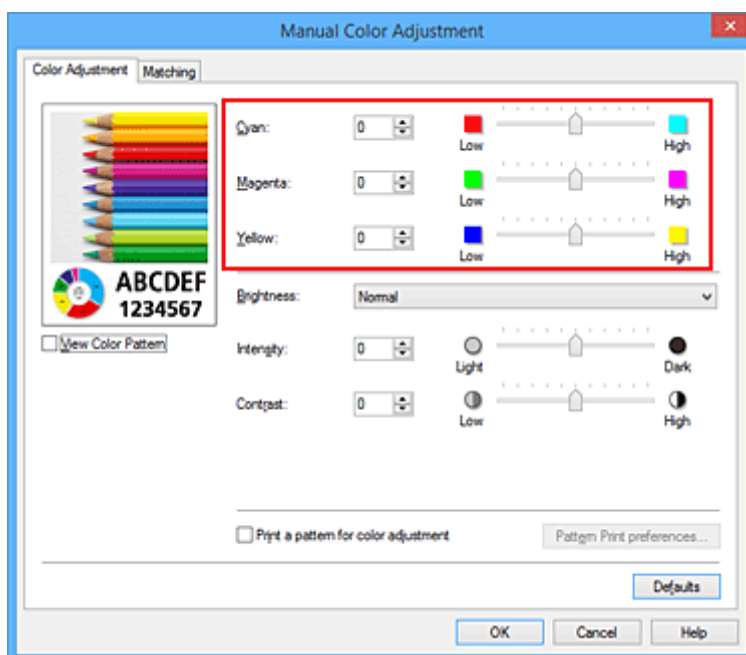 Manual Color Adjustment
Color Adjustment
Matching
ABCDEF
1234567
View Color Pattern
Cyan: 0 Low High
Magenta: 0 Low High
Yellow: 0 Low High
Brightness: Normal
Intensity: 0 Light Dark
Contrast: 0 Low High
Print a pattern for color adjustment
Pattern Print preferences...
Defaults
OK Cancel Help